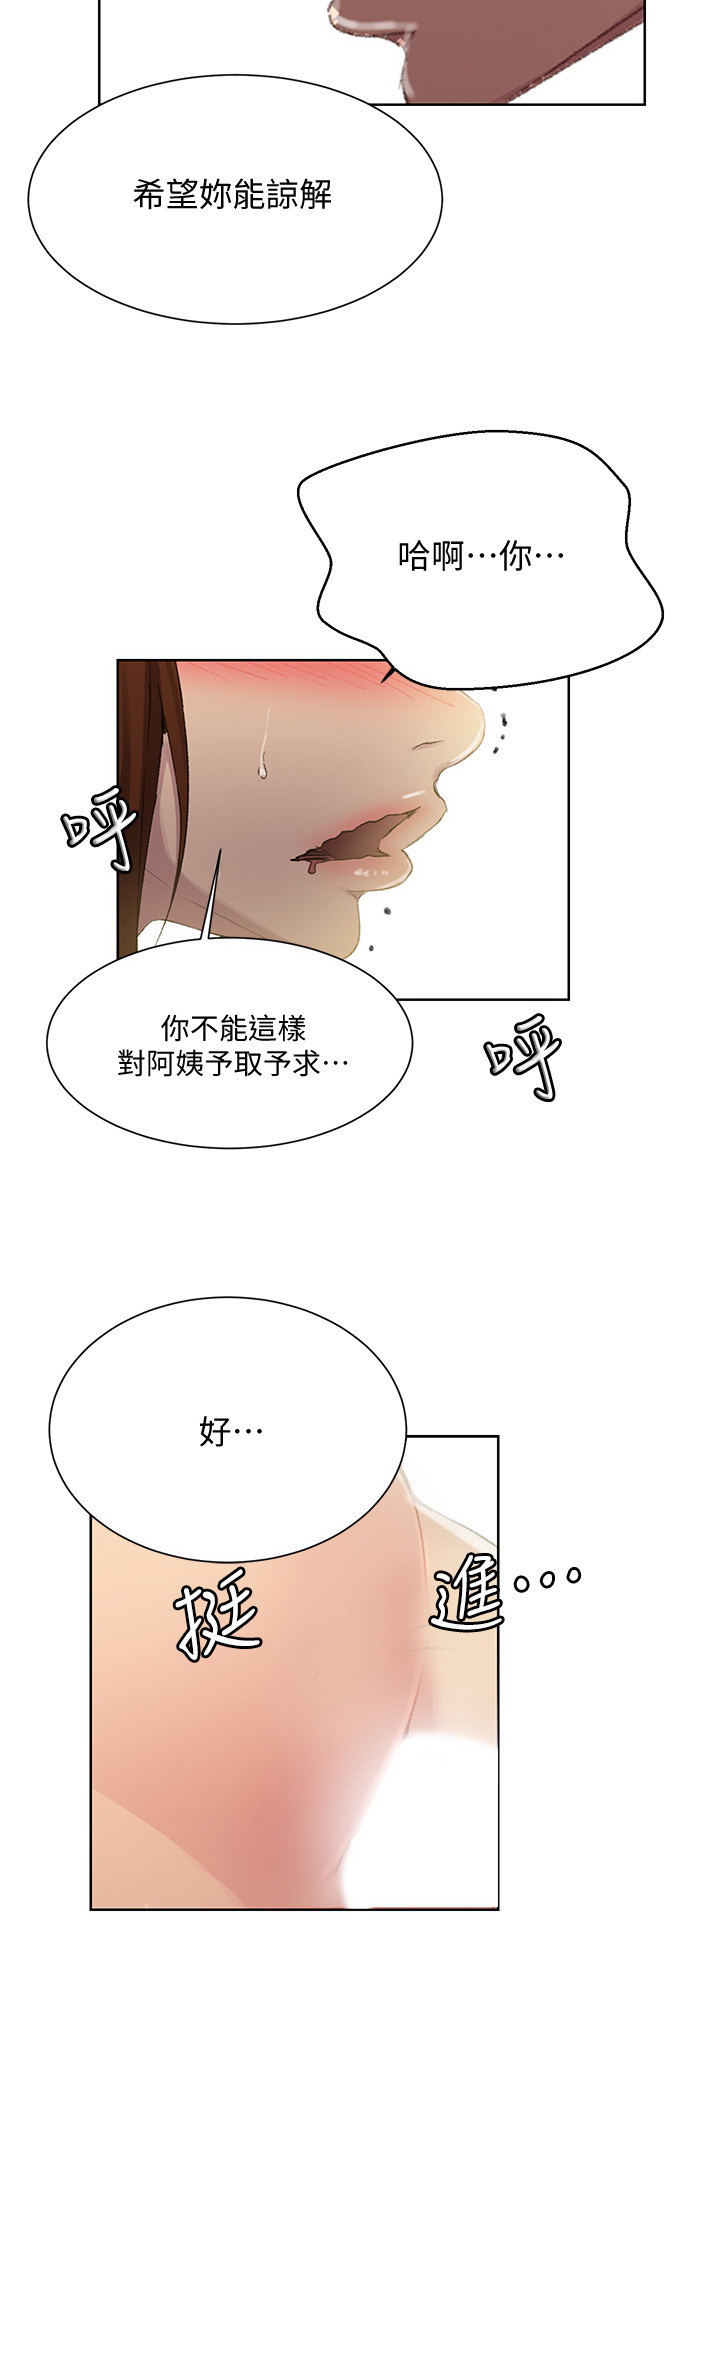 希望妳能諒解
哈啊⋯你⋯
呼
你不能這樣
對阿姨予取予求⋯
呼
好⋯
挺
進...